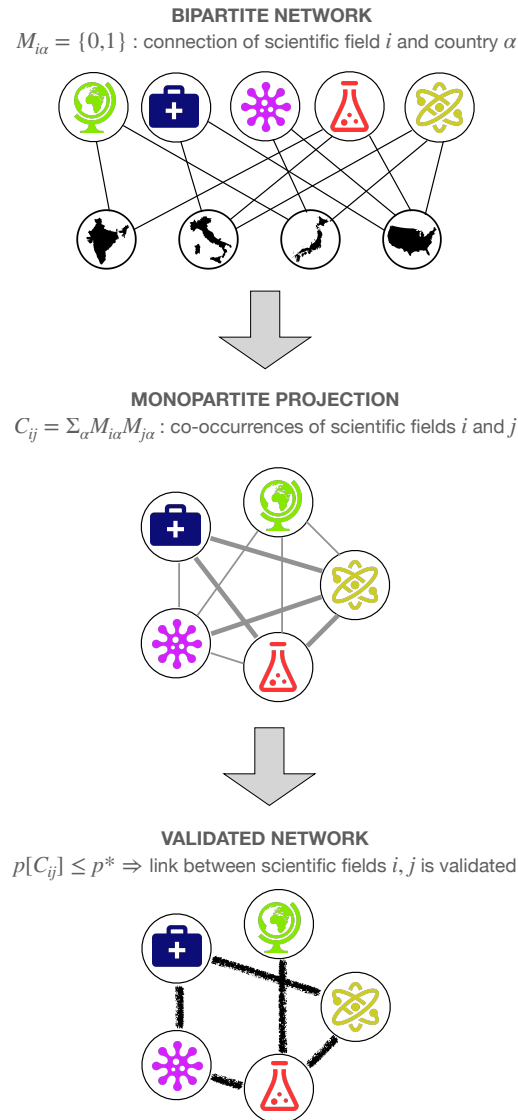 BIPARTITE NETWORK
M_{iα} = {0,1} : connection of scientific field i and country α
MONOPARTITE PROJECTION
C_{ij} = Σ_α M_{iα} M_{jα} : co-occurrences of scientific fields i and j
VALIDATED NETWORK
p[C_{ij}] ≤ p* ⇒ link between scientific fields i, j is validated